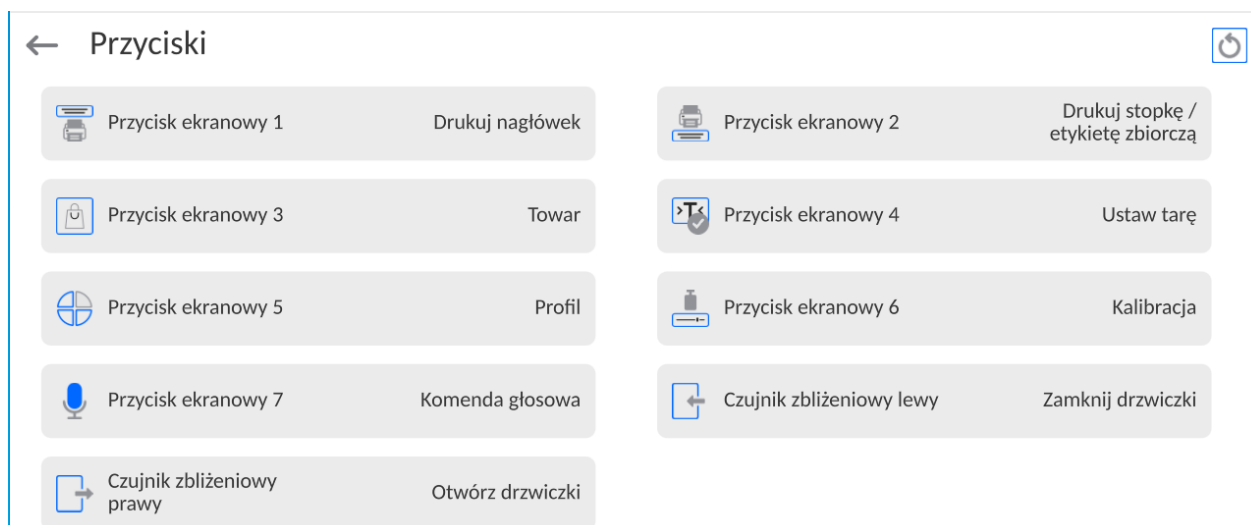 Przyciski
Przycisk ekranowy 1
Drukuj nagłówek
Przycisk ekranowy 2
Drukuj stopkę /
etykietę zbiorczą
Przycisk ekranowy 3
Towar
Przycisk ekranowy 4
>T<
Ustaw tarę
Przycisk ekranowy 5
Profil
Przycisk ekranowy 6
Kalibracja
Przycisk ekranowy 7
Komenda głosowa
Czujnik zbliżeniowy lewy
Zamknij drzwiczki
Czujnik zbliżeniowy
prawy
Otwórz drzwiczki